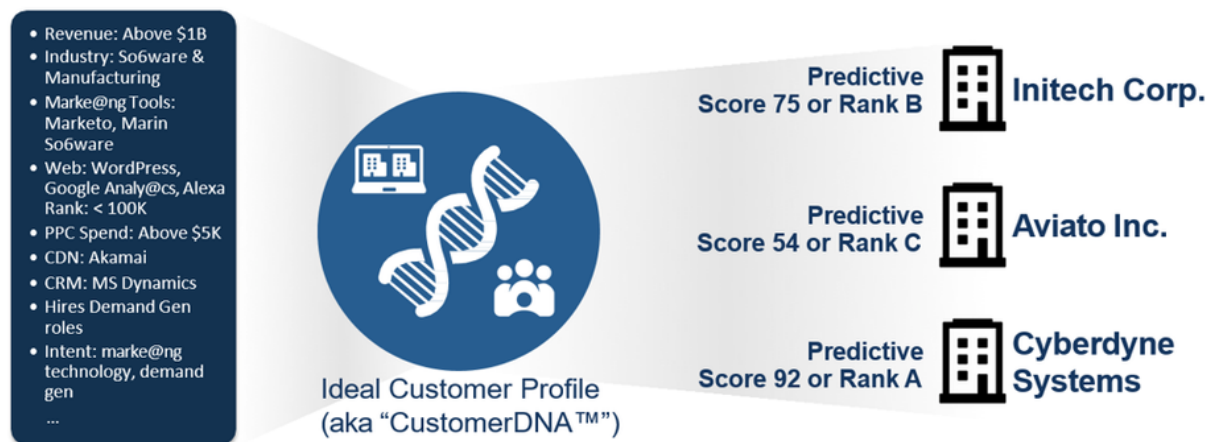 • Revenue: Above $1B
• Industry: So6ware &
Manufacturing
• Marke@ng Tools:
Marketo, Marin
So6ware
• Web: WordPress,
Google Analy@cs, Alexa
Rank: < 100K
• PPC Spend: Above $5K
• CDN: Akamai
• CRM: MS Dynamics
• Hires Demand Gen
roles
• Intent: marke@ng
technology, demand
gen
...
Ideal Customer Profile
(aka “CustomerDNA™”)
Predictive
Score 75 or Rank B
Initech Corp.
Predictive
Score 54 or Rank C
Aviato Inc.
Predictive
Score 92 or Rank A
Cyberdyne
Systems